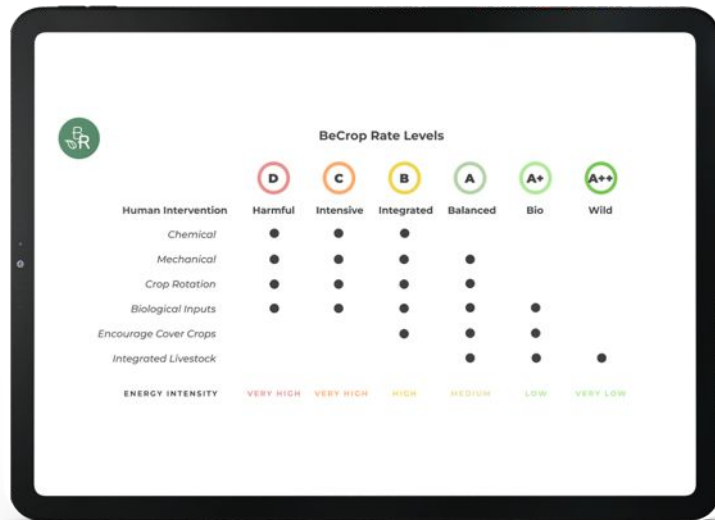 BR
BeCrop Rate Levels
D C B A A+ A++
Human Intervention Harmful Intensive Integrated Balanced Bio Wild
Chemical
Mechanical
Crop Rotation
Biological Inputs
Encourage Cover Crops
Integrated Livestock
ENERGY INTENSITY VERY HIGH VERY HIGH HIGH MEDIUM LOW VERY LOW